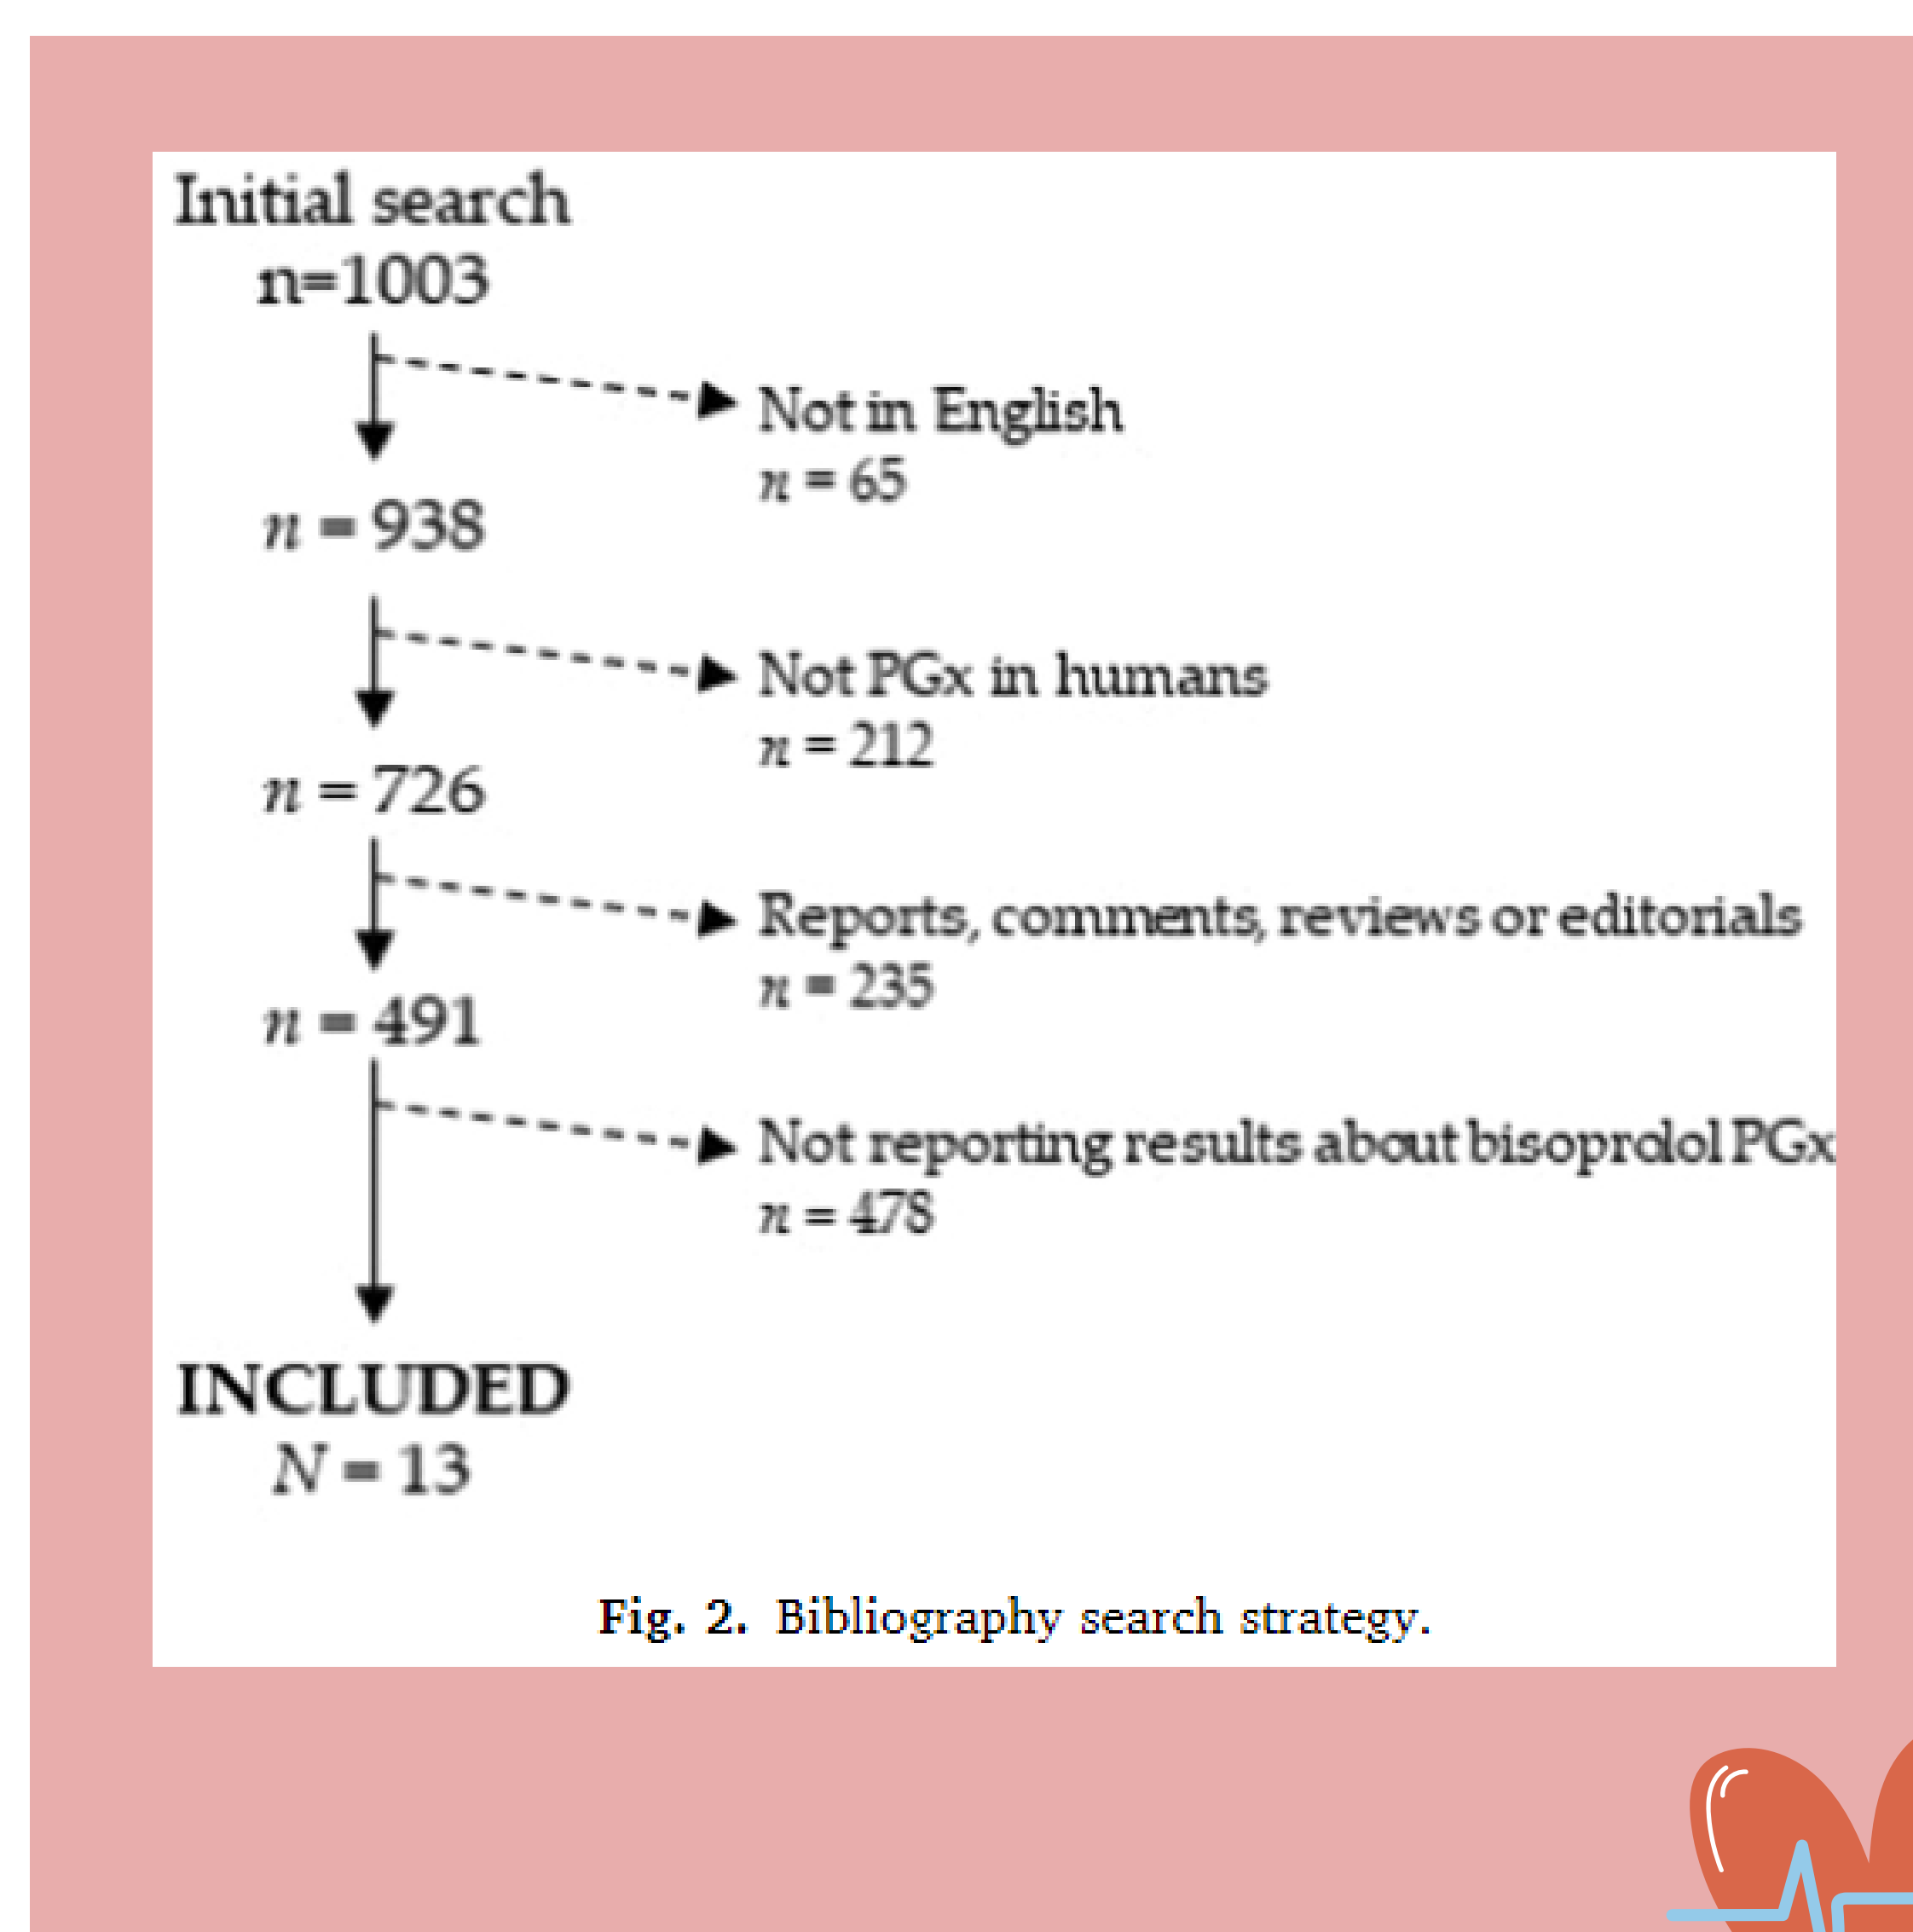 Initial search
n=1003
Not in English
n = 65
n = 938
Not PGx in humans
n = 212
n = 726
Reports, comments, reviews or editorials
n = 235
n = 491
Not reporting results about bisoprolol PGx
n = 478
INCLUDED
N = 13
Fig. 2. Bibliography search strategy.